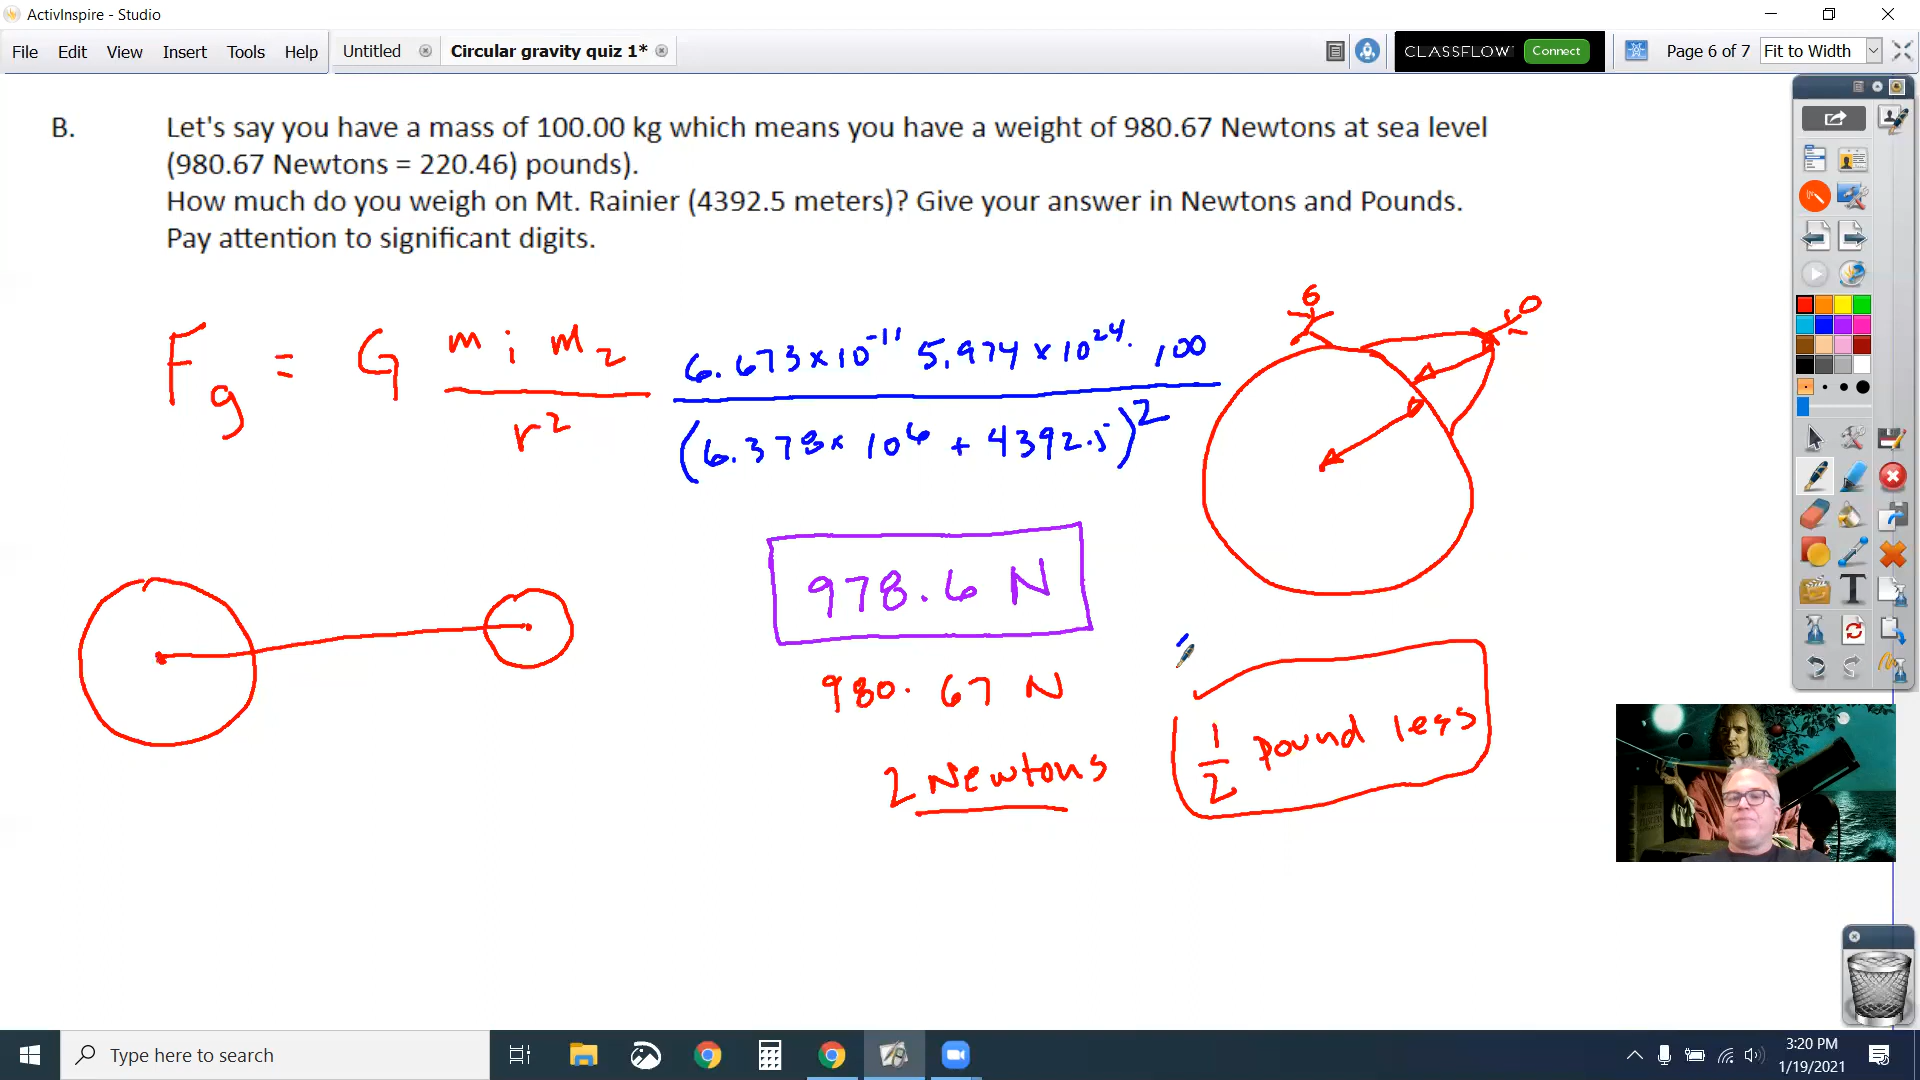 ActivInspire - Studio
File Edit View Insert Tools Help Untitled Circular gravity quiz 1* CLASSFLOW Connect Page 6 of 7 Fit to Width
B. Let's say you have a mass of 100.00 kg which means you have a weight of 980.67 Newtons at sea level
(980.67 Newtons = 220.46) pounds).
How much do you weigh on Mt. Rainier (4392.5 meters)? Give your answer in Newtons and Pounds.
Pay attention to significant digits.
Fg = G m1 m2 / r²
6.673 x 10⁻¹¹ 5.974 x 10²⁴ · 100
(6.378 x 10⁶ + 4392.5)²
978.6 N
980.67 N
2 Newtons
1/2 pound less
Type here to search
3:20 PM
1/19/2021